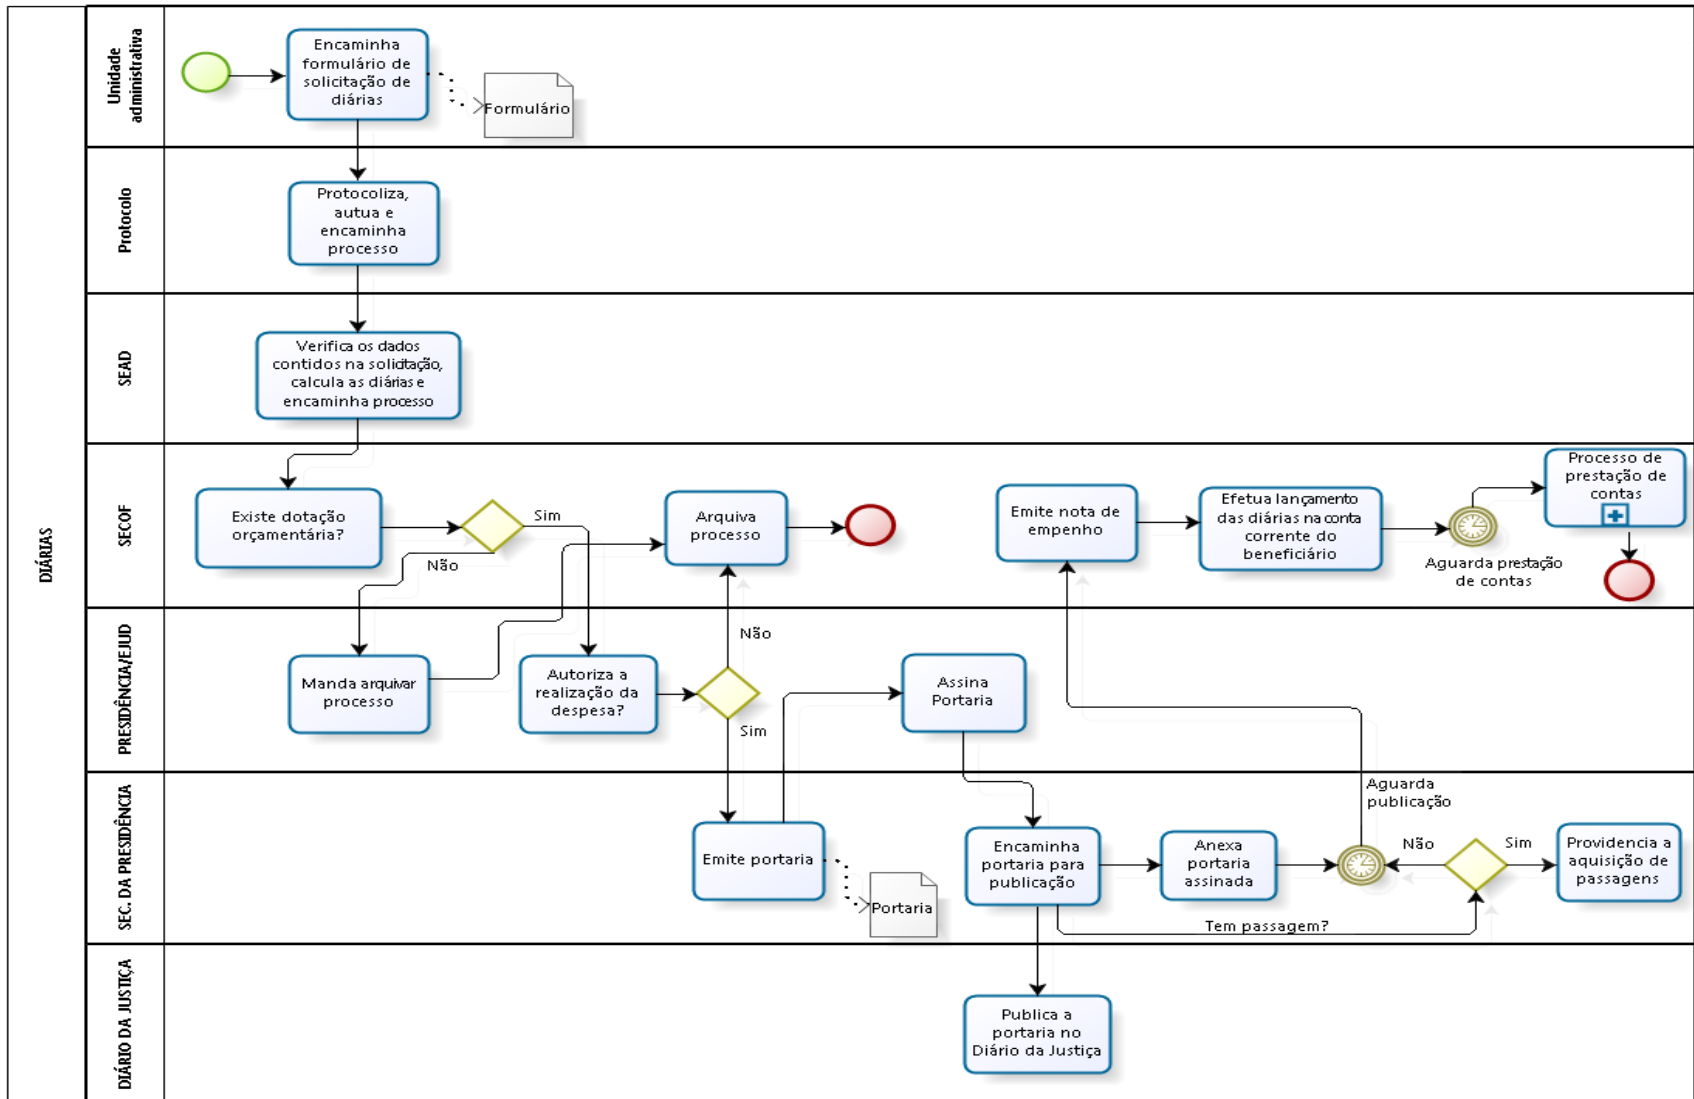 DIÁRIAS
Unidade
administrativa
Encaminha
formulário de
solicitação de
diárias
Formulário
Protocolo
Protocoliza,
autua e
encaminha
processo
SEAD
Verifica os dados
contidos na solicitação,
calcula as diárias e
encaminha processo
SECOF
Existe dotação
orçamentária?
Sim
Não
Arquiva
processo
Emite nota de
empenho
Efetua lançamento
das diárias na conta
corrente do
beneficiário
Aguarda prestação
de contas
Processo de
prestação de
contas
PRESIDÊNCIA/EJUD
Manda arquivar
processo
Autoriza a
realização da
despesa?
Não
Sim
Assina
Portaria
SEC. DA PRESIDÊNCIA
Emite portaria
Portaria
Encaminha
portaria para
publicação
Anexa
portaria
assinada
Aguarda
publicação
Não
Sim
Tem passagem?
Providencia a
aquisição de
passagens
DIÁRIO DA JUSTIÇA
Publica a
portaria no
Diário da Justiça